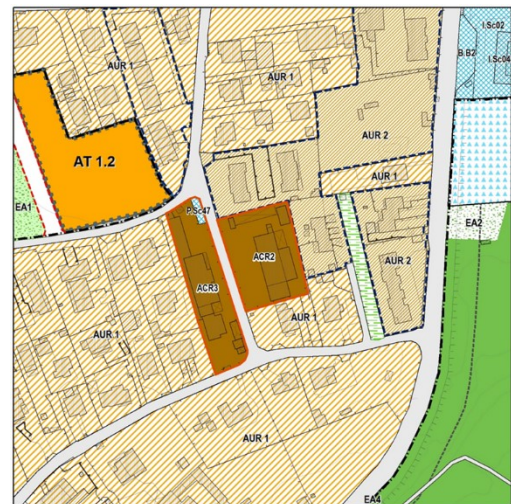 I.Sc02
B.B2
I.Sc04
AUR 1
AUR 1
AUR 2
AT 1.2
AUR 1
EA1
P.Sc47
EA2
AUR 2
ACR2
ACR3
AUR 1
AUR 1
AUR 1
EA4